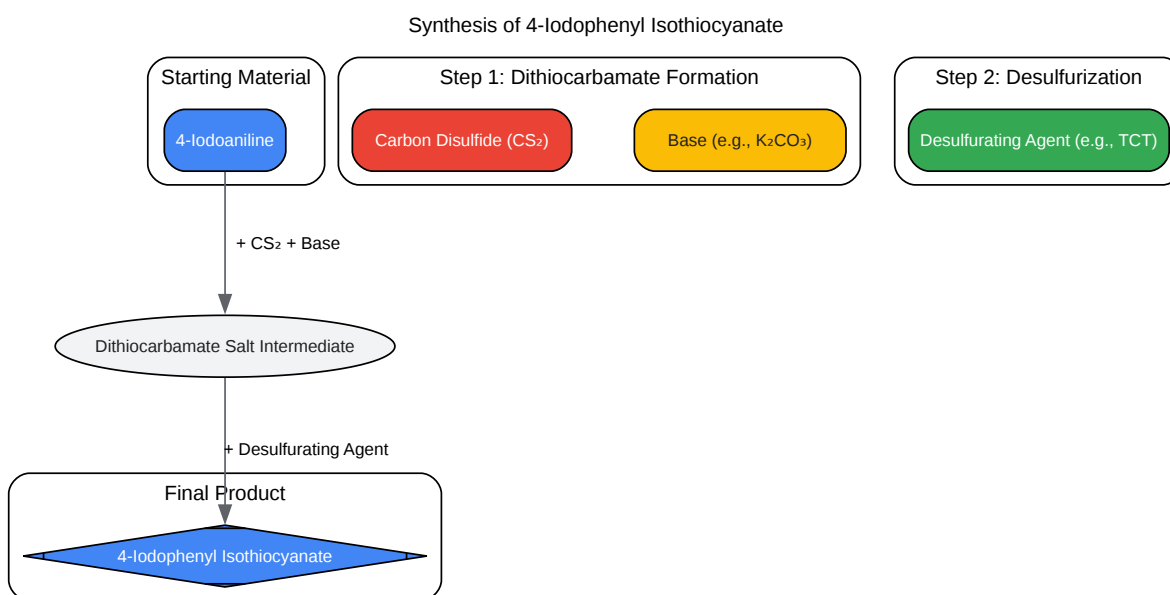 Synthesis of 4-Iodophenyl Isothiocyanate
Starting Material
Step 1: Dithiocarbamate Formation
Step 2: Desulfurization
4-Iodoaniline
Carbon Disulfide (CS₂)
Base (e.g., K₂CO₃)
Desulfurating Agent (e.g., TCT)
+ CS₂ + Base
Dithiocarbamate Salt Intermediate
+ Desulfurating Agent
Final Product
4-Iodophenyl Isothiocyanate